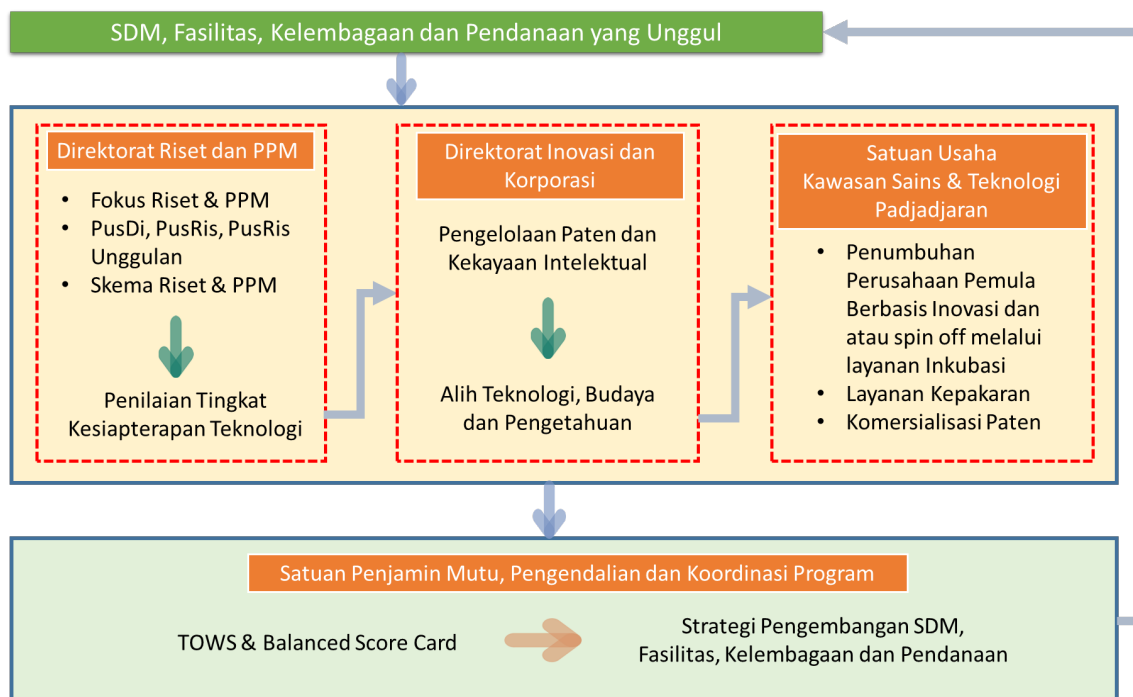 SDM, Fasilitas, Kelembagaan dan Pendanaan yang Unggul
Direktorat Riset dan PPM
• Fokus Riset & PPM
• PusDi, PusRis, PusRis
Unggulan
• Skema Riset & PPM
Penilaian Tingkat
Kesiapterapan Teknologi
Direktorat Inovasi dan
Korporasi
Pengelolaan Paten dan
Kekayaan Intelektual
Alih Teknologi, Budaya
dan Pengetahuan
Satuan Usaha
Kawasan Sains & Teknologi
Padjadjaran
• Penumbuhan
Perusahaan Pemula
Berbasis Inovasi dan
atau spin off melalui
layanan Inkubasi
• Layanan Kepakaran
• Komersialisasi Paten
Satuan Penjamin Mutu, Pengendalian dan Koordinasi Program
TOWS & Balanced Score Card
Strategi Pengembangan SDM,
Fasilitas, Kelembagaan dan Pendanaan